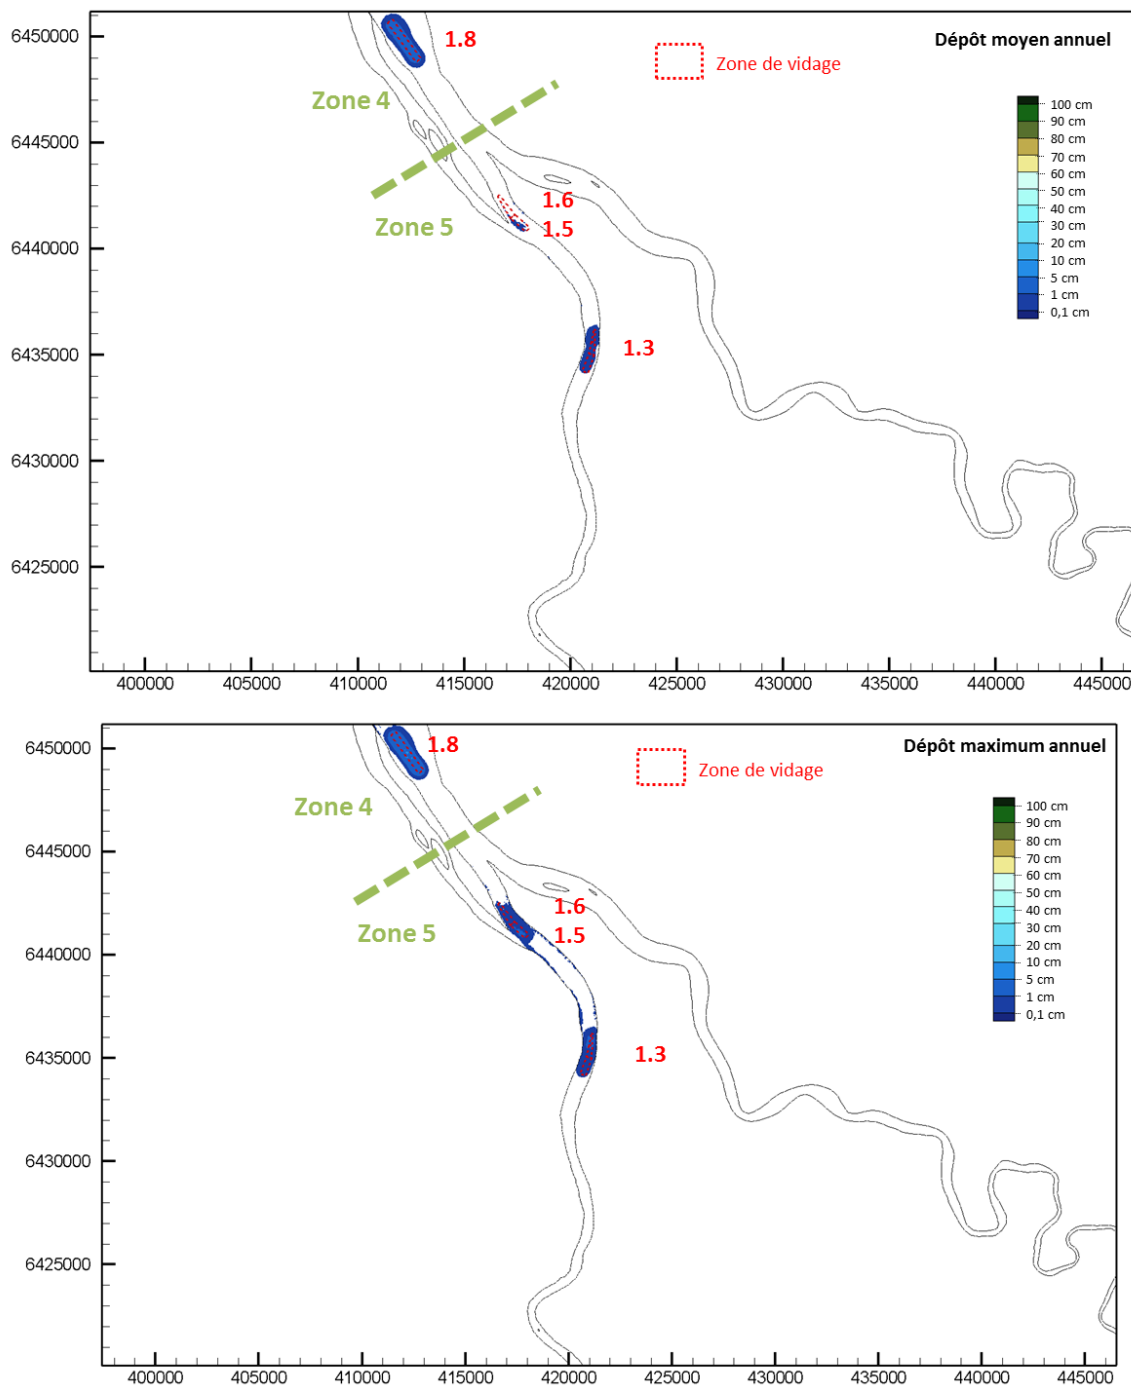 Dépôt moyen annuel
6450000
1.8
Zone de vidage
Zone 4
100 cm
90 cm
80 cm
70 cm
60 cm
50 cm
40 cm
30 cm
20 cm
10 cm
5 cm
1 cm
0,1 cm
6445000
1.6
Zone 5
1.5
6440000
1.3
6435000
6430000
6425000
400000 405000 410000 415000 420000 425000 430000 435000 440000 445000
Dépôt maximum annuel
6450000
1.8
Zone de vidage
Zone 4
100 cm
90 cm
80 cm
70 cm
60 cm
50 cm
40 cm
30 cm
20 cm
10 cm
5 cm
1 cm
0,1 cm
6445000
1.6
Zone 5
1.5
6440000
1.3
6435000
6430000
6425000
400000 405000 410000 415000 420000 425000 430000 435000 440000 445000